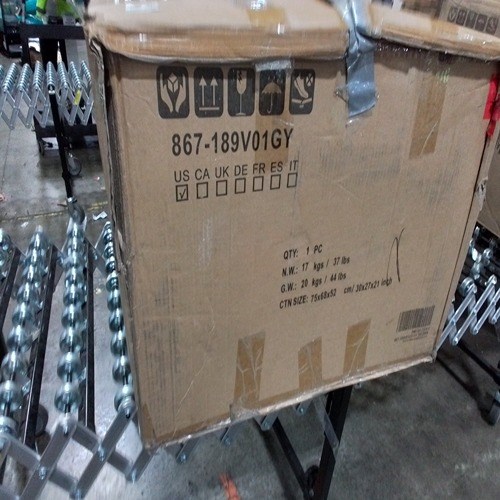 867-189V01GY
US CA UK DE FR ES IT
QTY: 1 PC
N.W.: 17 kgs / 37 lbs
G.W.: 20 kgs / 44 lbs
CTN SIZE: 75x68x52 cm/ 30x27x21 inch